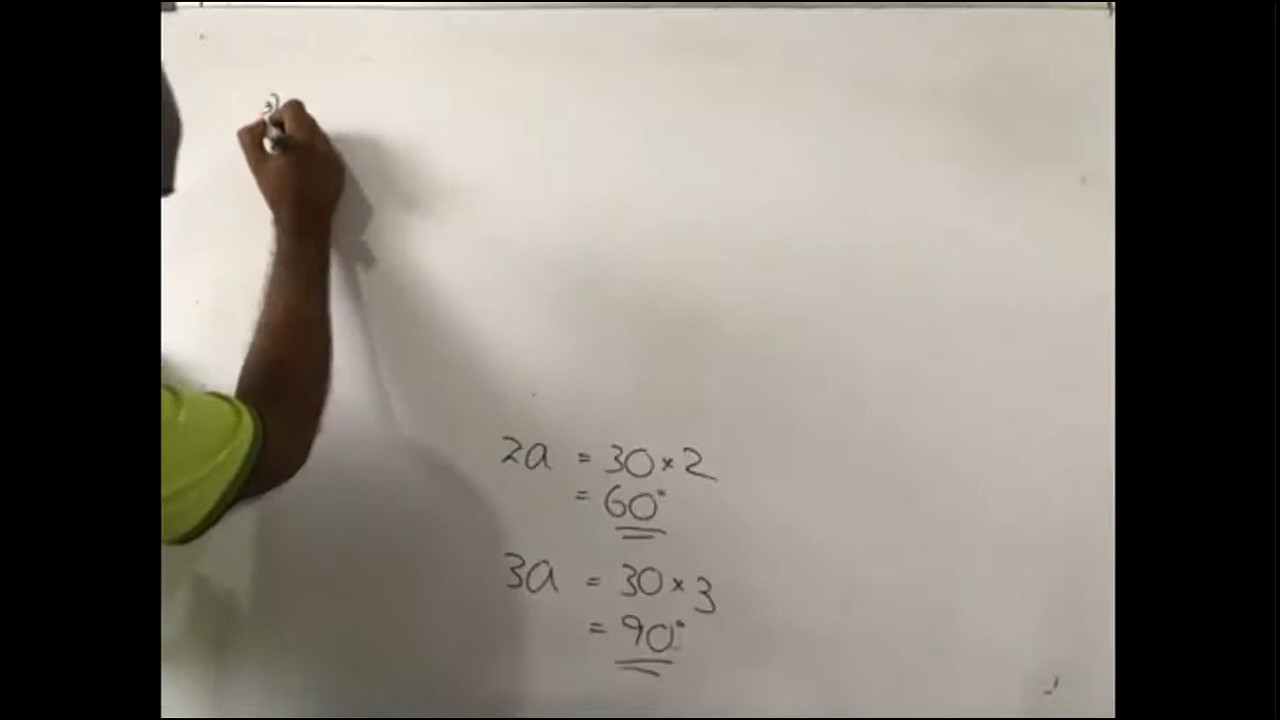 2a = 30 × 2
= 60°
3a = 30 × 3
= 90°